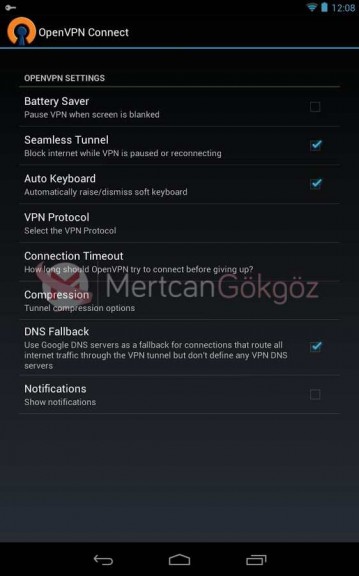 12:08
OpenVPN Connect
OPENVPN SETTINGS
Battery Saver
Pause VPN when screen is blanked
Seamless Tunnel
Block internet while VPN is paused or reconnecting
Auto Keyboard
Automatically raise/dismiss soft keyboard
VPN Protocol
Select the VPN Protocol
Connection Timeout
How long should OpenVPN try to connect before giving up?
MertcanGökgöz
Compression
Tunnel compression options
DNS Fallback
Use Google DNS servers as a fallback for connections that route all
internet traffic through the VPN tunnel but don't define any VPN DNS
servers
Notifications
Show notifications